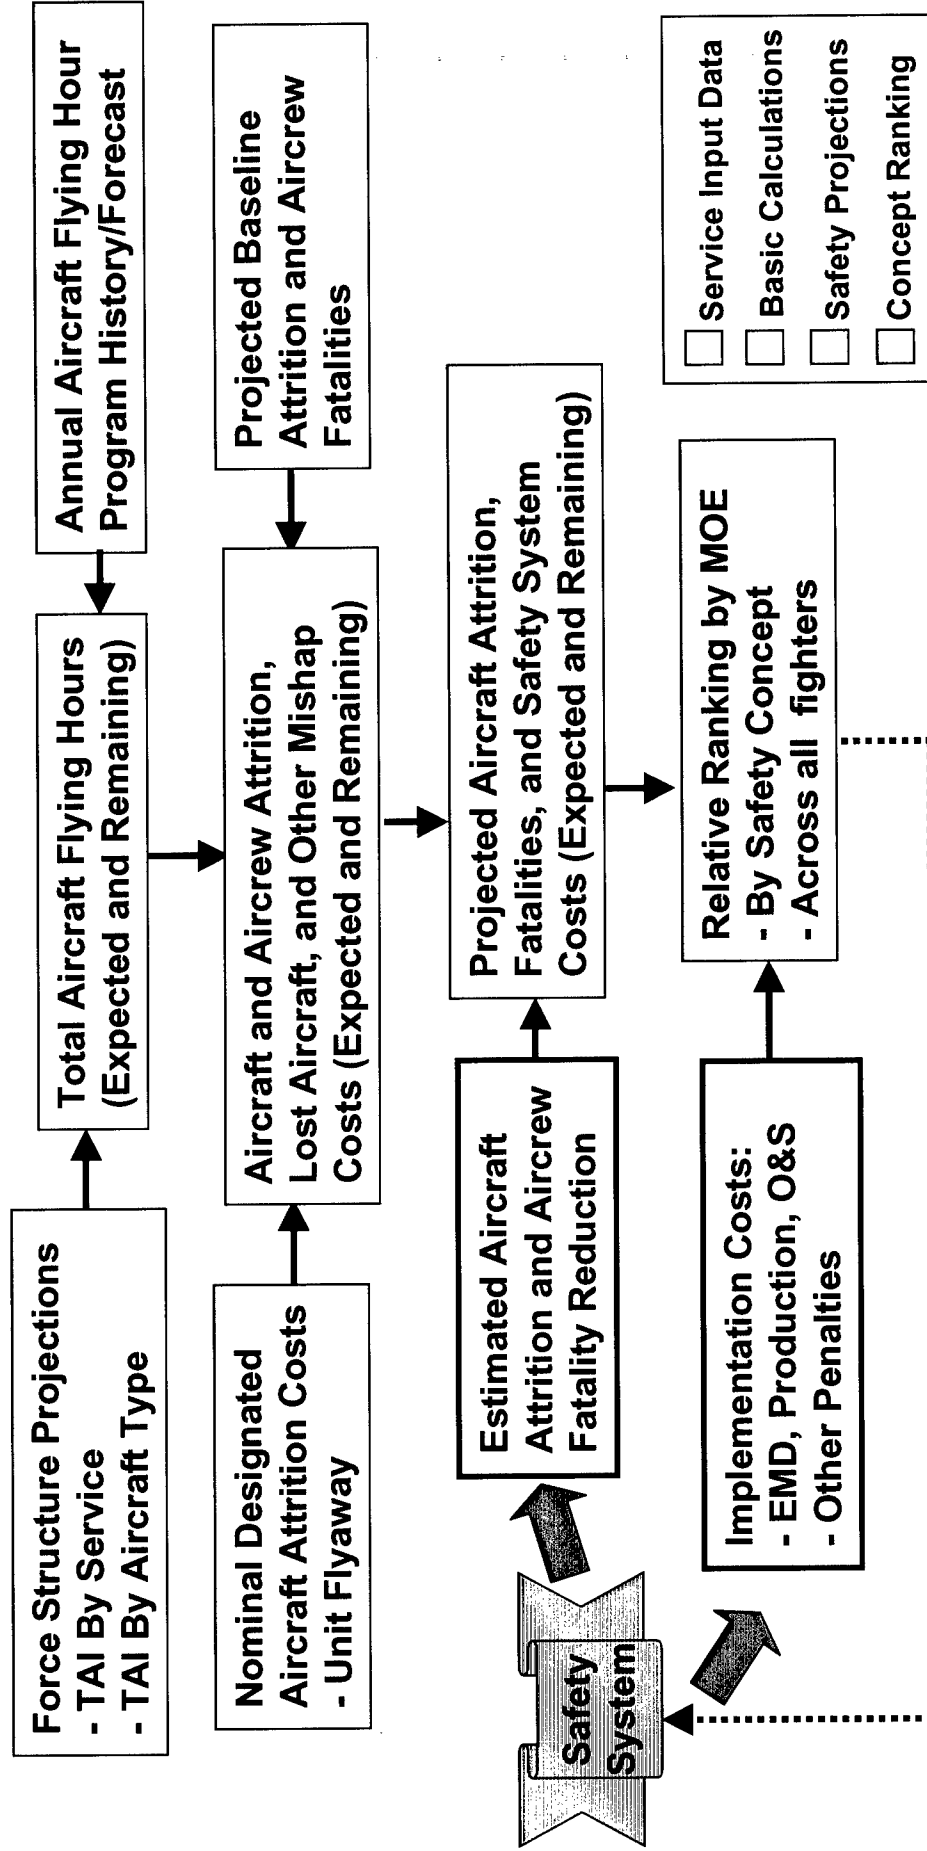 Force Structure Projections
- TAI By Service
- TAI By Aircraft Type
Total Aircraft Flying Hours
(Expected and Remaining)
Annual Aircraft Flying Hour
Program History/Forecast
Nominal Designated
Aircraft Attrition Costs
- Unit Flyaway
Aircraft and Aircrew Attrition,
Lost Aircraft, and Other Mishap
Costs (Expected and Remaining)
Projected Baseline
Attrition and Aircrew
Fatalities
Safety
System
Estimated Aircraft
Attrition and Aircrew
Fatality Reduction
Projected Aircraft Attrition,
Fatalities, and Safety System
Costs (Expected and Remaining)
Implementation Costs:
- EMD, Production, O&S
- Other Penalties
Relative Ranking by MOE
- By Safety Concept
- Across all fighters
Service Input Data
Basic Calculations
Safety Projections
Concept Ranking